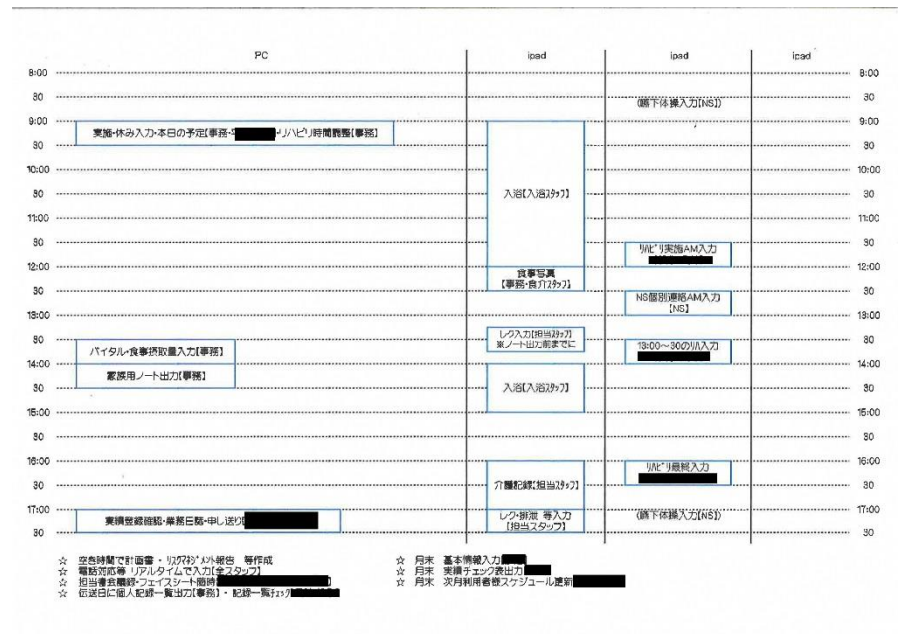 PC ipad ipad ipad
8:00 8:00
30 (嚥下体操入力【NS】) 30
9:00 9:00
実施・休み入力・本日の予定【事務・ ・リハビリ時間調整【事務】
30 30
10:00 10:00
30 入浴【入浴スタッフ】 30
11:00 11:00
30 30
リハビリ実施AM入力
12:00 12:00
食事写真
【事務・食介スタッフ】
30 30
NS個別連絡AM入力
【NS】
13:00 13:00
レク入力【担当スタッフ】
※ノート出力前までに
30 30
バイタル・食事摂取量入力【事務】 13:00～30のリハ入力
14:00 14:00
家族用ノート出力【事務】
30 入浴【入浴スタッフ】 30
15:00 15:00
30 30
16:00 16:00
リハビリ最終入力
30 介護記録【担当スタッフ】 30
17:00 17:00
実績登録確認・業務日誌・申し送り レク・排泄 等入力
【担当スタッフ】 (嚥下体操入力【NS】)
30 30
☆ 空き時間で計画書・リスクマネジメント報告 等作成
☆ 電話対応等 リアルタイムで入力【全スタッフ】
☆ 担当者会議録・フェイスシート随時
☆ 伝送日に個人記録一覧出力【事務】・記録一覧チェック
☆ 月末 基本情報入力
☆ 月末 実績チェック表出力
☆ 月末 次月利用者様スケジュール更新